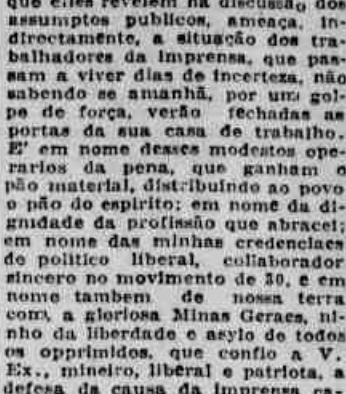 que elles revelem na discussão dos
assumptos publicos, ameaça, in-
directamente, a situação dos tra-
balhadores da imprensa, que pas-
sam a viver dias de incerteza, não
sabendo se amanhã, por um golpe
pe de força, verão fechadas as
portas da sua casa de trabalho.
E' em nome desses modestos ope-
rarios da pena, que ganham o
pão material, distribuindo ao povo
o pão do espirito; em nome da di-
gnidade da profissão que abracei;
em nome das minhas credenciaes
de politico liberal, collaborador
sincero no movimento de 30, e em
nome tambem de nossa terra
com, a gloriosa Minas Geraes, ni-
nho da liberdade e asylo de todos
os opprimidos, que confio a V.
Ex., mineiro, liberal e patriota, a
defesa da causa da imprensa ca-